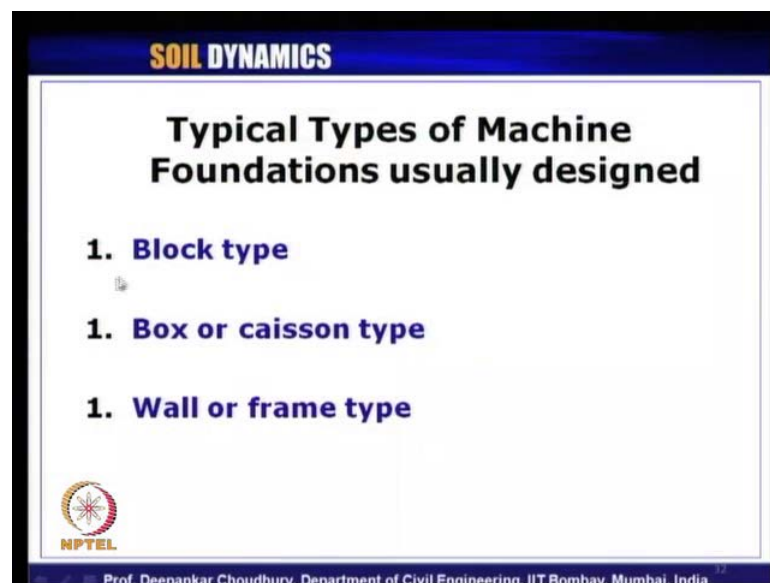 SOIL DYNAMICS
Typical Types of Machine
Foundations usually designed
1. Block type
1. Box or caisson type
1. Wall or frame type
NPTEL
Prof. Deepankar Choudhury, Department of Civil Engineering, IIT Bombay, Mumbai, India